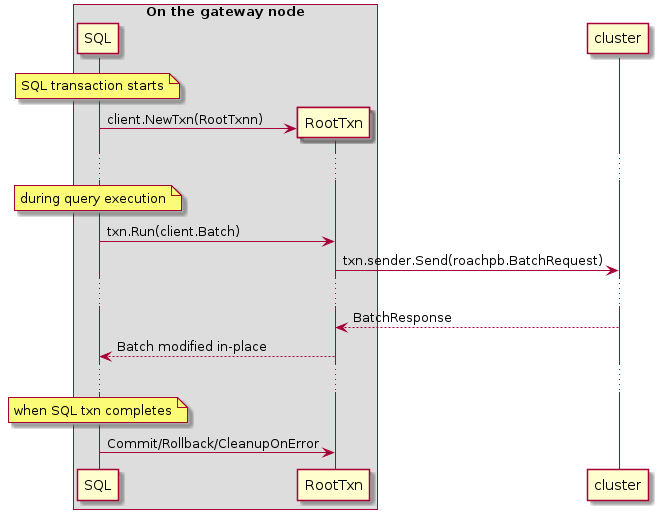 On the gateway node
SQL
cluster
SQL transaction starts
client.NewTxn(RootTxnn)
RootTxn
during query execution
txn.Run(client.Batch)
txn.sender.Send(roachpb.BatchRequest)
BatchResponse
Batch modified in-place
when SQL txn completes
Commit/Rollback/CleanupOnError
SQL
RootTxn
cluster